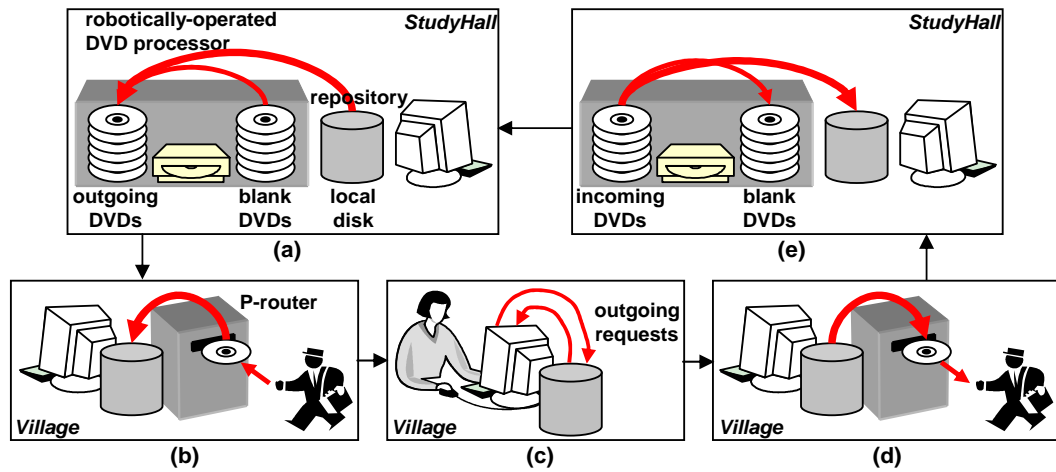 robotically-operated
DVD processor
StudyHall
repository
outgoing
DVDs
blank
DVDs
local
disk
(a)
StudyHall
incoming
DVDs
blank
DVDs
(e)
P-router
Village
(b)
outgoing
requests
Village
(c)
Village
(d)